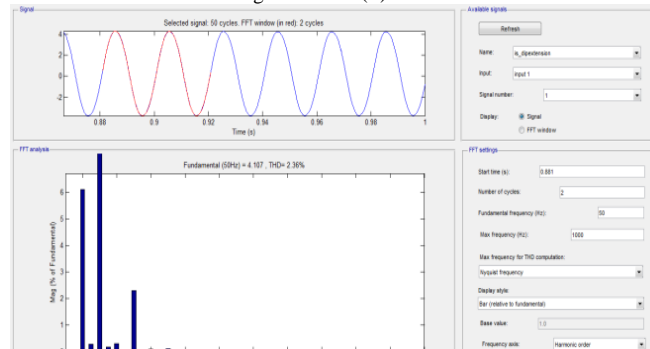 Signal
Selected signal: 50 cycles. FFT window (in red): 2 cycles
4
2
0
-2
0.88
0.9
0.92
0.94
0.96
0.98
1
Time (s)
Available signals
Refresh
Name:
is_dipextension
Input:
input 1
Signal number:
1
Display:
Signal
FFT window
FFT analysis
Fundamental (50Hz) = 4.107 , THD= 2.36%
Mag (% of Fundamental)
6
5
4
3
2
1
FFT settings
Start time (s):
0.881
Number of cycles:
2
Fundamental frequency (Hz):
50
Max frequency (Hz):
1000
Max frequency for THD computation:
Nyquist frequency
Display style:
Bar (relative to fundamental)
Base value:
1.0
Frequency axis:
Harmonic order